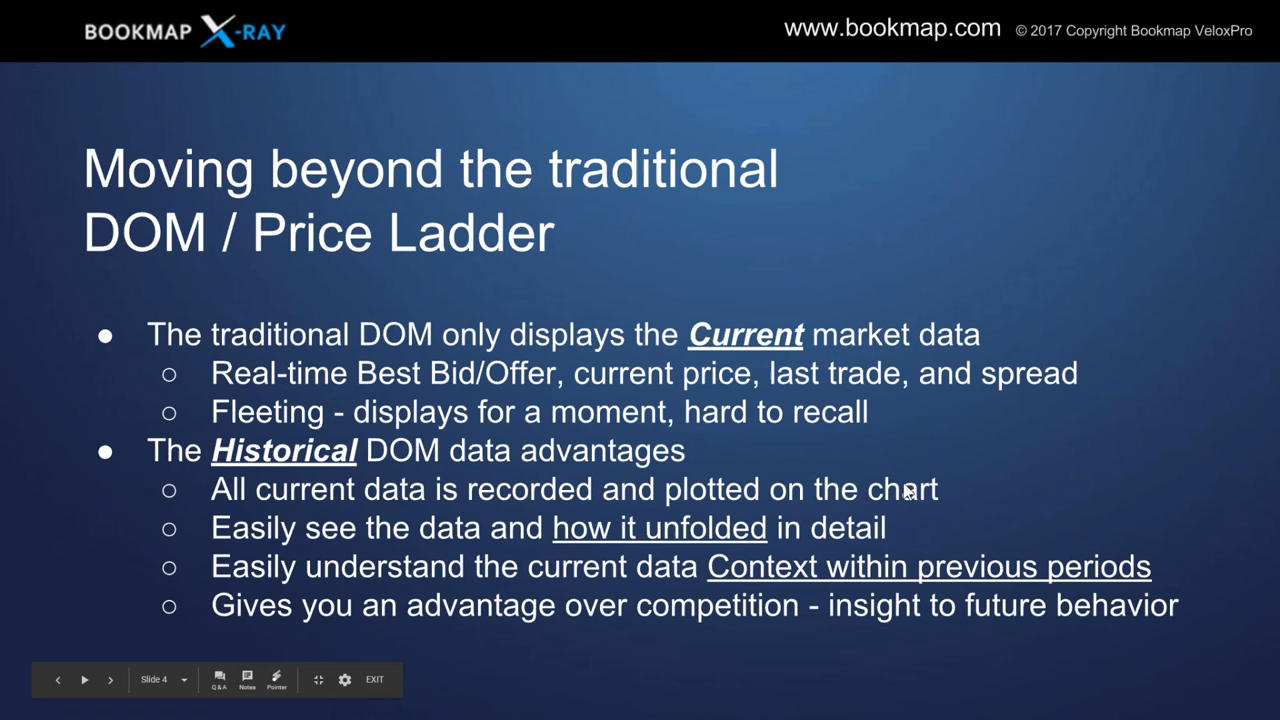 BOOKMAP X-RAY
www.bookmap.com © 2017 Copyright Bookmap VeloxPro
Moving beyond the traditional
DOM / Price Ladder
● The traditional DOM only displays the Current market data
○ Real-time Best Bid/Offer, current price, last trade, and spread
○ Fleeting - displays for a moment, hard to recall
● The Historical DOM data advantages
○ All current data is recorded and plotted on the chart
○ Easily see the data and how it unfolded in detail
○ Easily understand the current data Context within previous periods
○ Gives you an advantage over competition - insight to future behavior
Slide 4 Q&A Notes Pointer EXIT